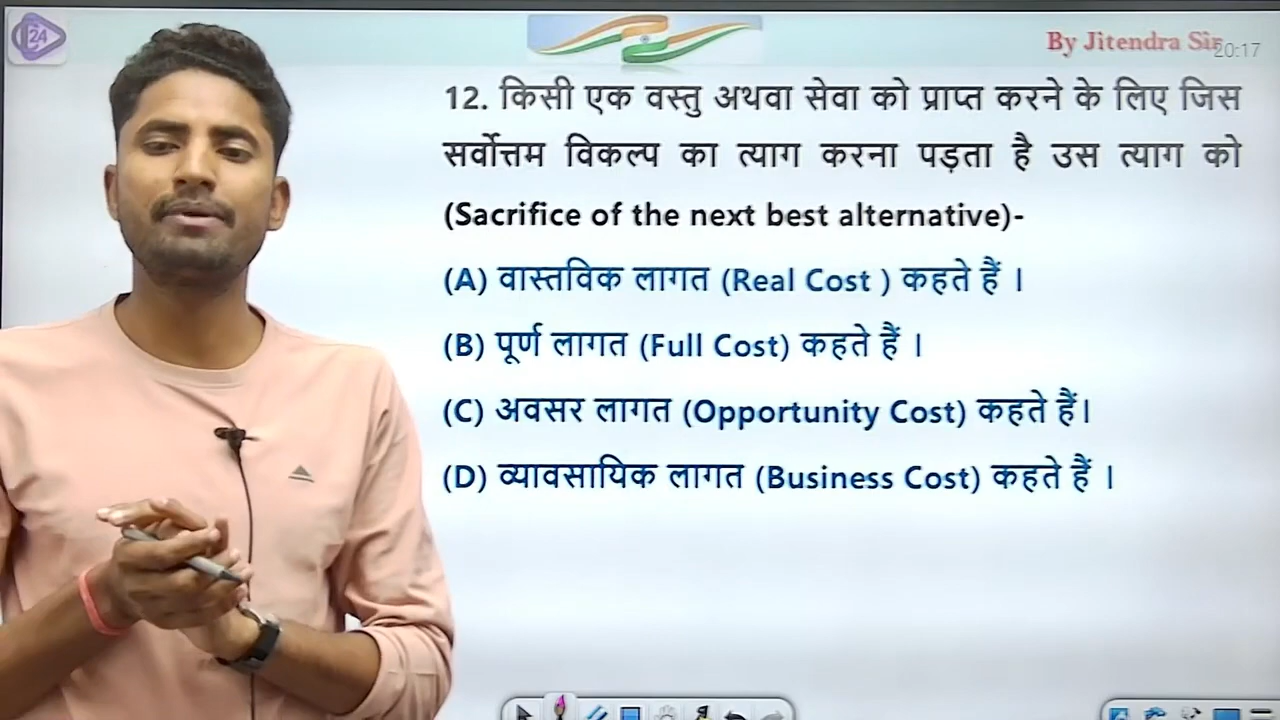 24
By Jitendra Sir
20:17
12. किसी एक वस्तु अथवा सेवा को प्राप्त करने के लिए जिस
सर्वोत्तम विकल्प का त्याग करना पड़ता है उस त्याग को
(Sacrifice of the next best alternative)-
(A) वास्तविक लागत (Real Cost ) कहते हैं ।
(B) पूर्ण लागत (Full Cost) कहते हैं ।
(C) अवसर लागत (Opportunity Cost) कहते हैं।
(D) व्यावसायिक लागत (Business Cost) कहते हैं ।